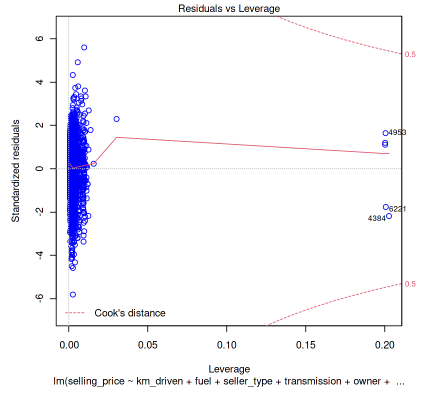 Residuals vs Leverage
6
4
2
0
-2
-4
-6
Standardized residuals
0.5
4953
6221
4384
0.5
Cook's distance
0.00 0.05 0.10 0.15 0.20
Leverage
lm(selling_price ~ km_driven + fuel + seller_type + transmission + owner + ...